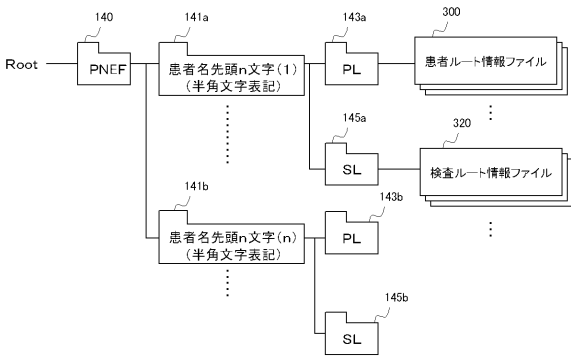 140
141a
143a
300
Root
PNEF
患者名先頭n文字(1)
(半角文字表記)
PL
患者ルート情報ファイル
145a
320
SL
検査ルート情報ファイル
141b
143b
患者名先頭n文字(n)
(半角文字表記)
PL
145b
SL